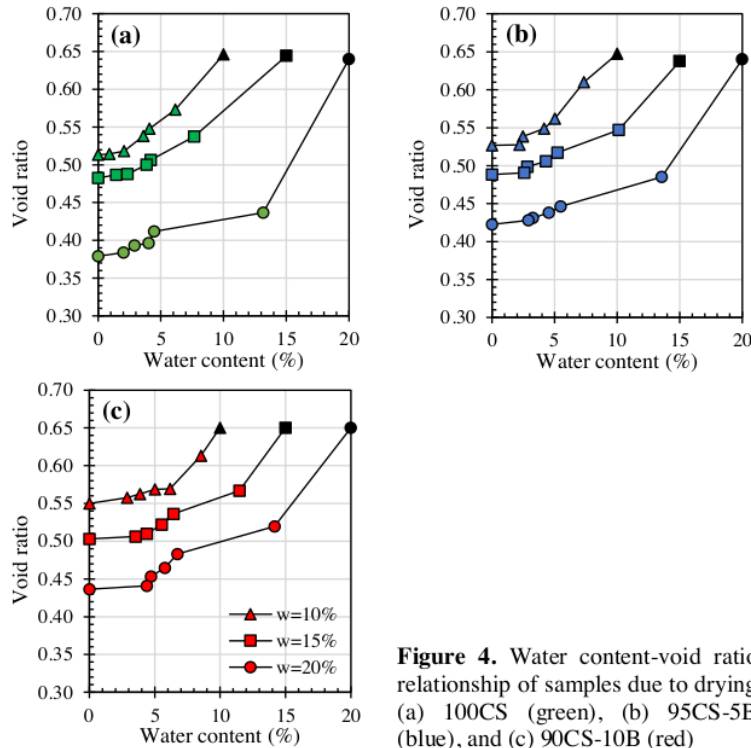 (a)
0.70
0.65
0.60
0.55
0.50
0.45
0.40
0.35
0.30
Void ratio
0 5 10 15 20
Water content (%)
(b)
0.70
0.65
0.60
0.55
0.50
0.45
0.40
0.35
0.30
Void ratio
0 5 10 15 20
Water content (%)
(c)
0.70
0.65
0.60
0.55
0.50
0.45
0.40
0.35
0.30
Void ratio
w=10%
w=15%
w=20%
0 5 10 15 20
Water content (%)
Figure 4. Water content-void ratio
relationship of samples due to drying
(a) 100CS (green), (b) 95CS-5B
(blue), and (c) 90CS-10B (red)